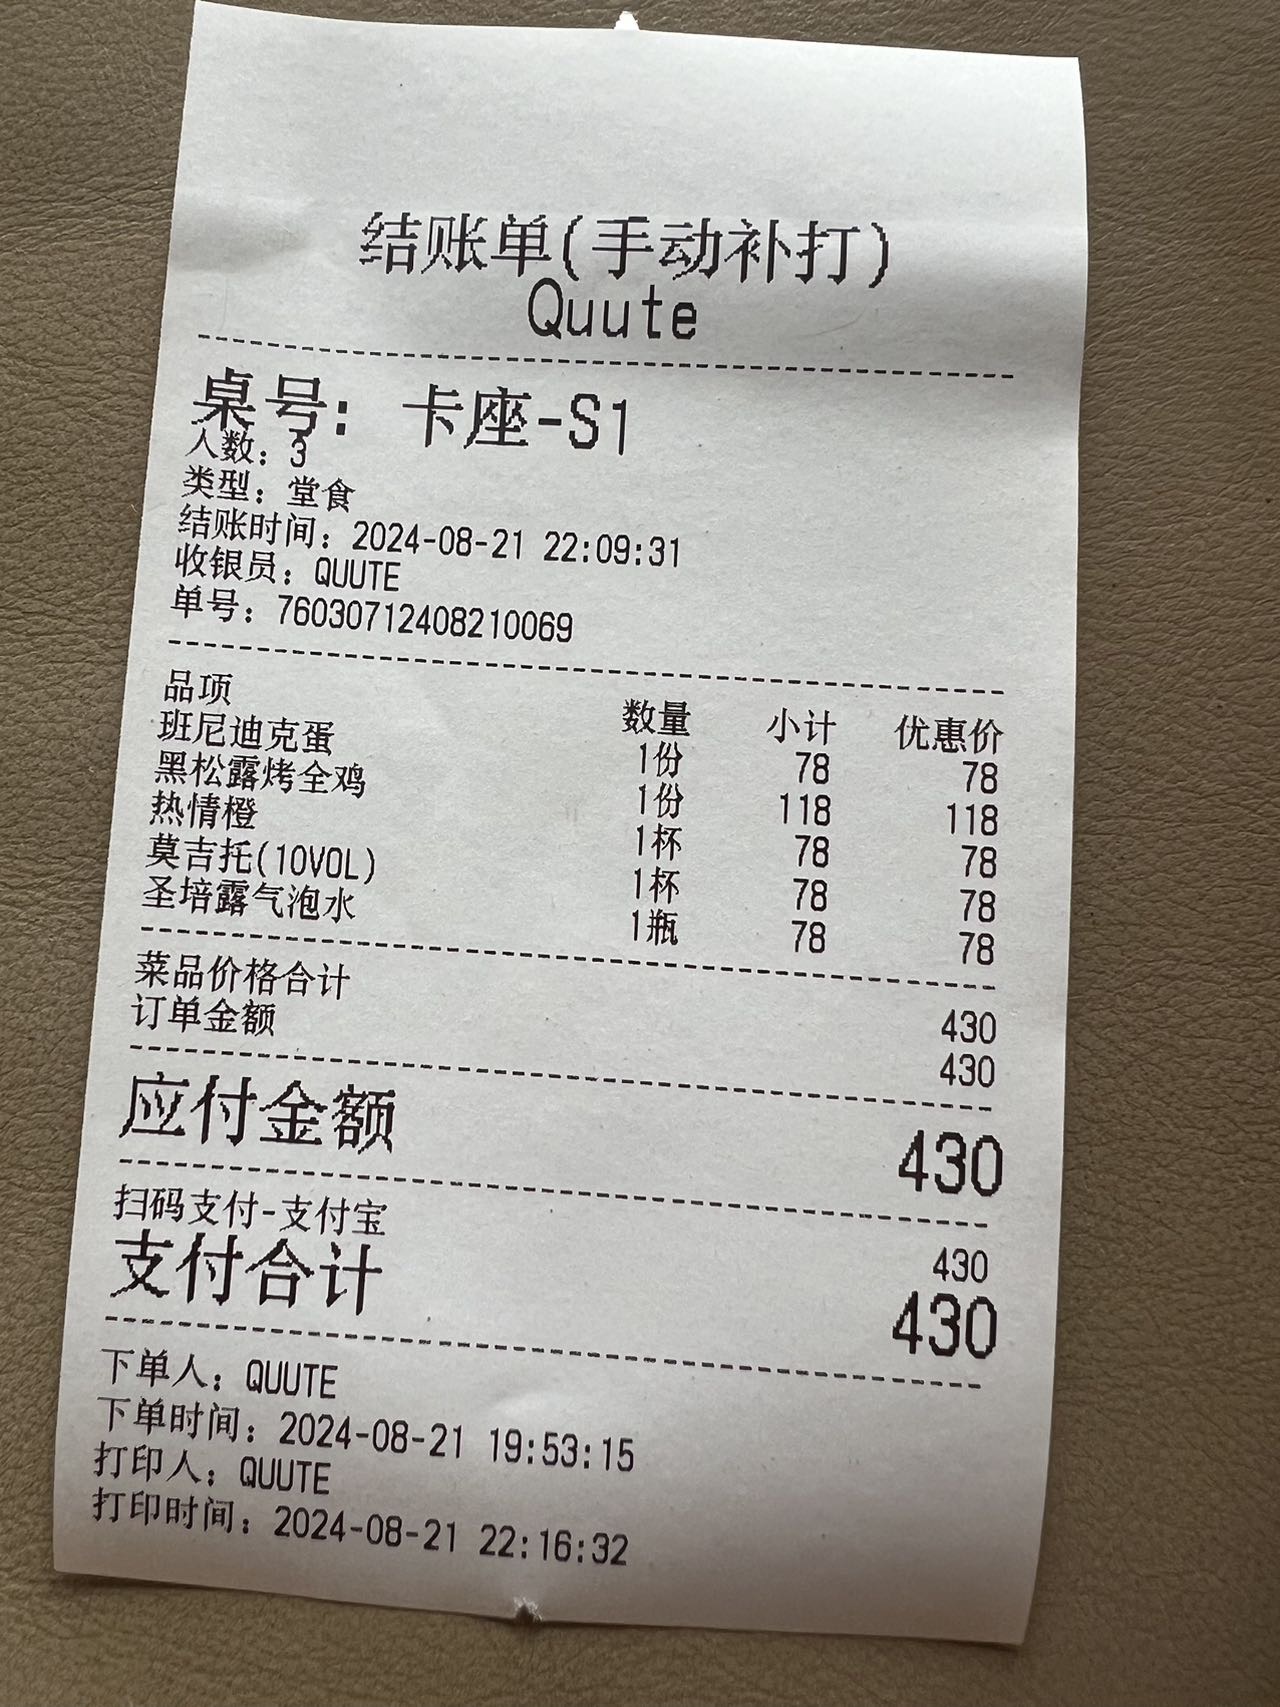 结账单(手动补打)
Quute
桌号: 卡座-S1
人数: 3
类型: 堂食
结账时间: 2024-08-21 22:09:31
收银员: QUUTE
单号: 76030712408210069
品项 数量 小计 优惠价
班尼迪克蛋 1份 78 78
黑松露烤全鸡 1份 118 118
热情橙 1杯 78 78
莫吉托(10VOL) 1杯 78 78
圣培露气泡水 1瓶 78 78
菜品价格合计 430
订单金额 430
应付金额 430
扫码支付-支付宝 430
支付合计 430
下单人: QUUTE
下单时间: 2024-08-21 19:53:15
打印人: QUUTE
打印时间: 2024-08-21 22:16:32